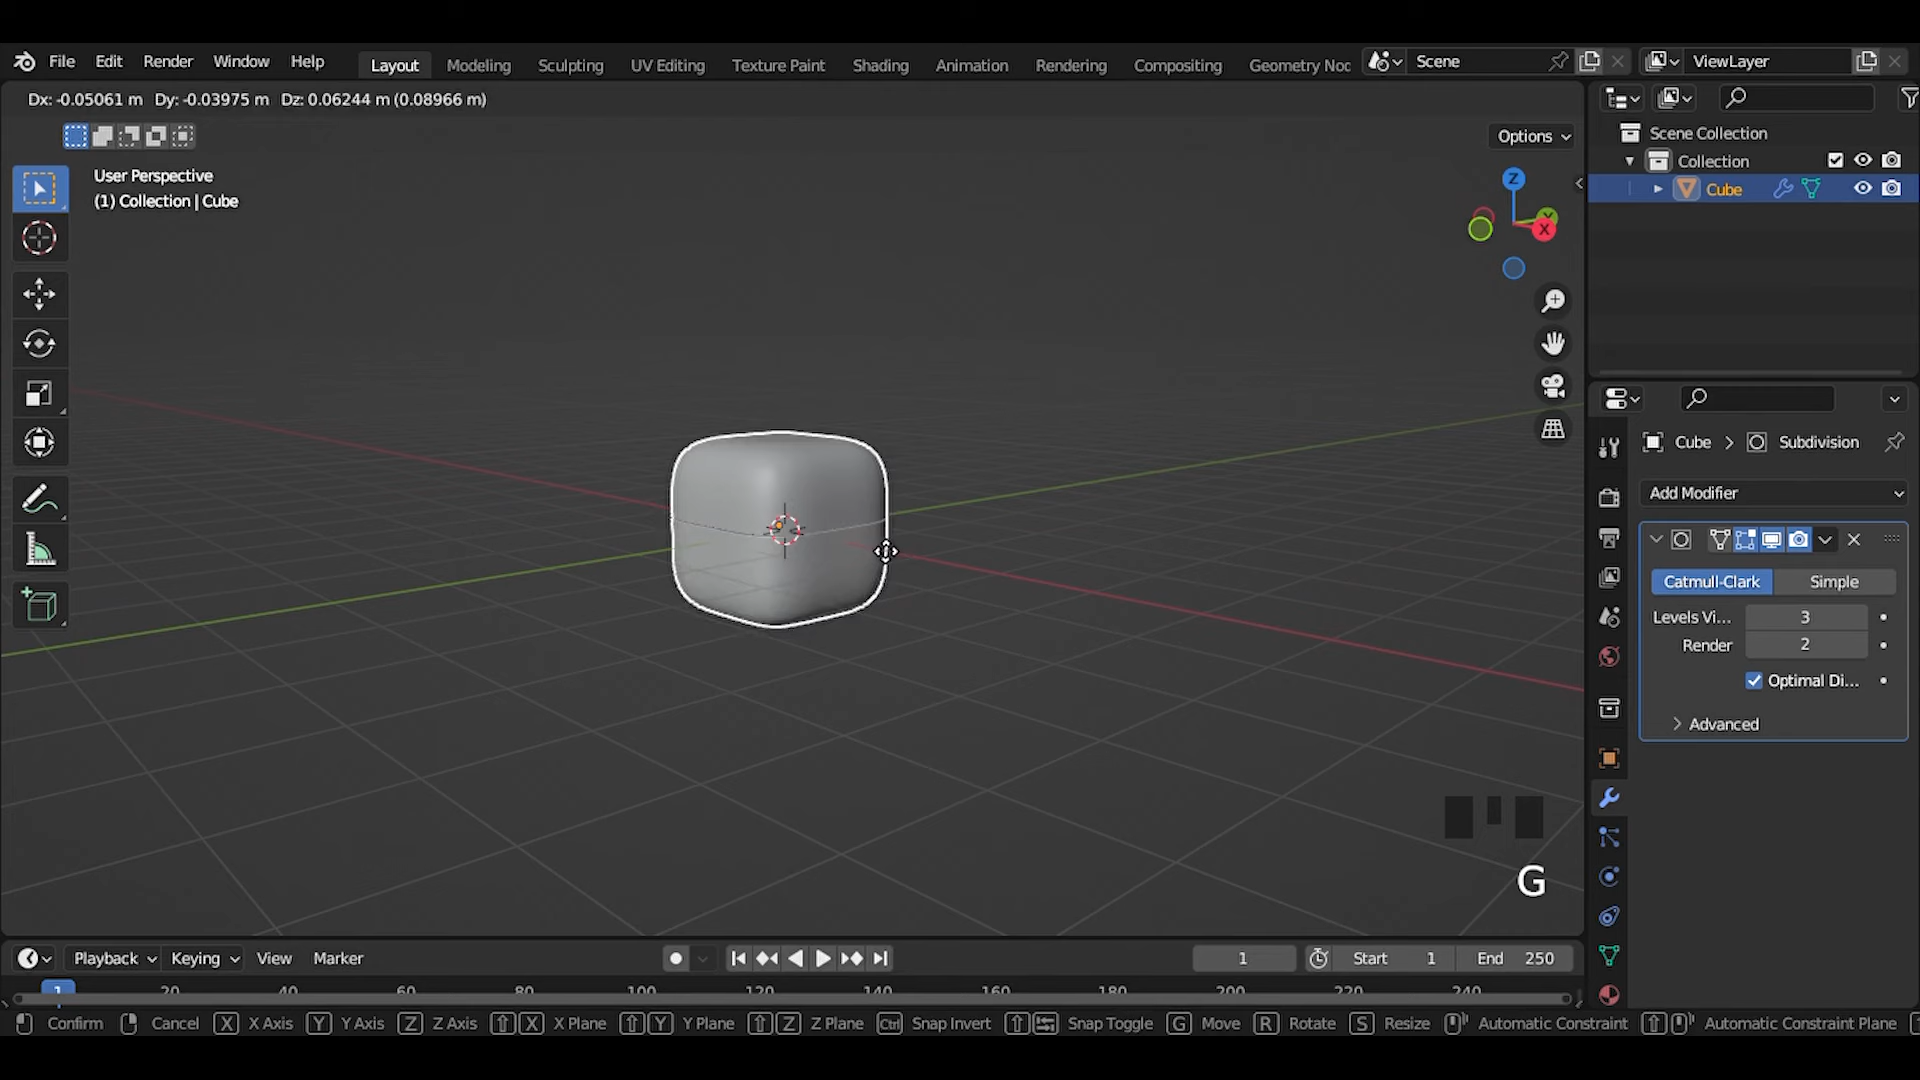 File Edit Render Window Help Layout Modeling Sculpting UV Editing Texture Paint Shading Animation Rendering Compositing Geometry Noc Scene ViewLayer
Dx: -0.05061 m Dy: -0.03975 m Dz: 0.06244 m (0.08966 m)
Options
User Perspective
(1) Collection | Cube
Z
Y
X
Scene Collection
Collection
Cube
Cube > Subdivision
Add Modifier
Catmull-Clark Simple
Levels Vi... 3
Render 2
Optimal Di...
Advanced
G
Playback Keying View Marker 1 Start 1 End 250
1 20 40 60 80 100 120 140 160 180 200 220 240
Confirm Cancel X X Axis Y Y Axis Z Z Axis X X Plane Y Y Plane Z Z Plane Ctrl Snap Invert Snap Toggle G Move R Rotate S Resize Automatic Constraint Automatic Constraint Plane